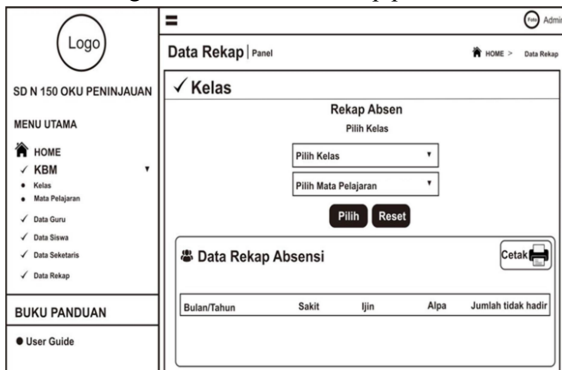 Logo
SD N 150 OKU PENINJAUAN
MENU UTAMA
HOME
KBM
Kelas
Mata Pelajaran
Data Guru
Data Siswa
Data Seketaris
Data Rekap
BUKU PANDUAN
User Guide
Foto Admin
Data Rekap | Panel
HOME > Data Rekap
Kelas
Rekap Absen
Pilih Kelas
Pilih Kelas
Pilih Mata Pelajaran
Pilih Reset
Data Rekap Absensi
Cetak
Bulan/Tahun Sakit Ijin Alpa Jumlah tidak hadir